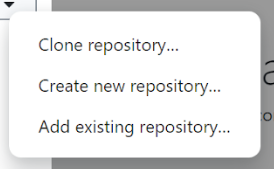 Clone repository...
Create new repository...
Add existing repository...